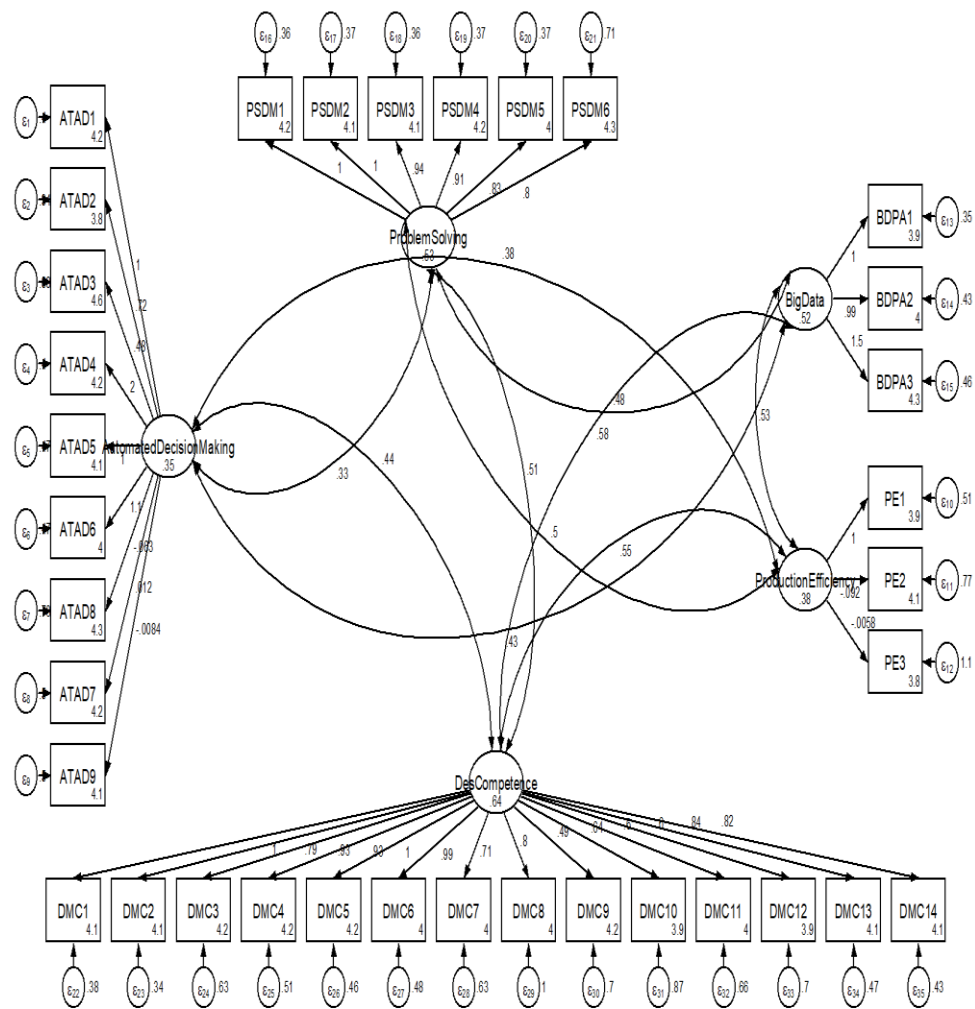 ε16 .36
ε17 .37
ε18 .36
ε19 .37
ε20 .37
ε21 .71
PSDM1 4.2
PSDM2 4.1
PSDM3 4.1
PSDM4 4.2
PSDM5 4
PSDM6 4.3
1
1
.94
.91
.83
.8
ProblemSolving
.53
ε1
ATAD1 4.2
ε2
ATAD2 3.8
ε3
ATAD3 4.6
ε4
ATAD4 4.2
ε5
ATAD5 4.1
ε6
ATAD6 4
ε7
ATAD8 4.3
ε8
ATAD7 4.2
ε9
ATAD9 4.1
1
.72
.48
2
1
1.1
-.063
.012
-.0084
AutomatedDecisionMaking
.35
BigData
.52
1
.99
1.5
BDPA1 3.9
ε13 .35
BDPA2 4
ε14 .43
BDPA3 4.3
ε15 .46
.38
.48
.58
.53
.33
.44
.51
.5
.55
.43
ProductionEfficiency
.38
1
-.092
-.0058
PE1 3.9
ε10 .51
PE2 4.1
ε11 .77
PE3 3.8
ε12 1.1
DesCompetence
.64
1
.79
.93
.93
1
.99
.71
.8
.49
.64
.6
.84
.82
DMC1 4.1
DMC2 4.1
DMC3 4.2
DMC4 4.2
DMC5 4.2
DMC6 4
DMC7 4
DMC8 4
DMC9 4.2
DMC10 3.9
DMC11 4
DMC12 3.9
DMC13 4.1
DMC14 4.1
ε22 .38
ε23 .34
ε24 .63
ε25 .51
ε26 .46
ε27 .48
ε28 .63
ε29 1
ε30 .7
ε31 .87
ε32 .66
ε33 .7
ε34 .47
ε35 .43